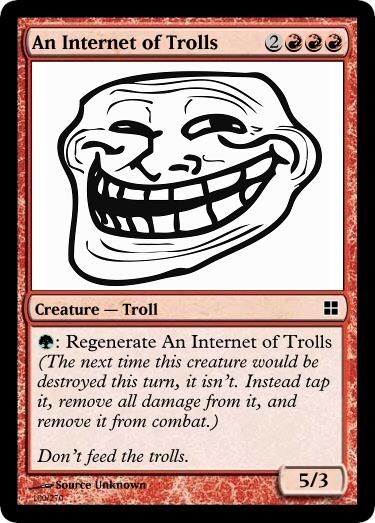 An Internet of Trolls 2
Creature — Troll
: Regenerate An Internet of Trolls
(The next time this creature would be
destroyed this turn, it isn't. Instead tap
it, remove all damage from it, and
remove it from combat.)
Don't feed the trolls.
Source Unknown
5/3